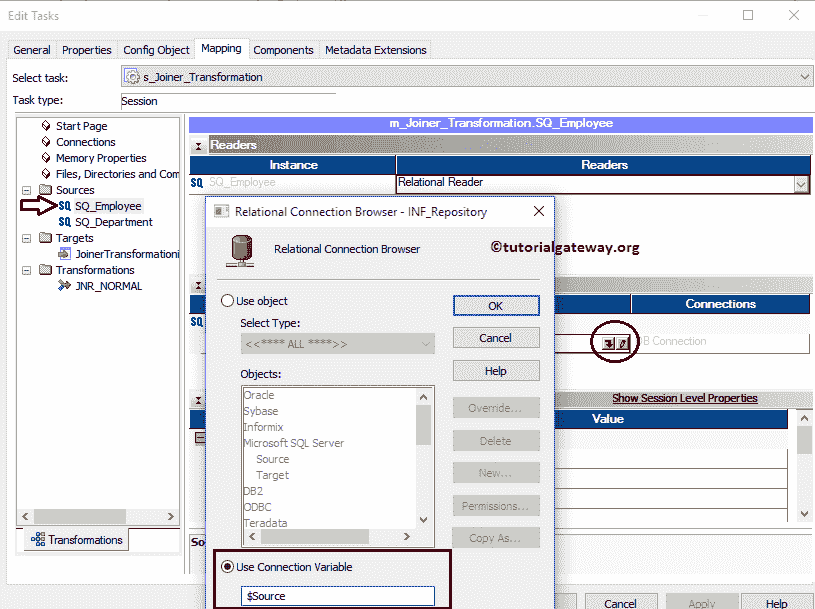 Edit Tasks
General Properties Config Object Mapping Components Metadata Extensions
Select task: s_Joiner_Transformation
Task type: Session
Start Page
Connections
Memory Properties
Files, Directories and Com
Sources
SQ_Employee
SQ_Department
Targets
JoinerTransformationi
Transformations
JNR_NORMAL
Transformations
m_Joiner_Transformation.SQ_Employee
Readers
Instance Readers
SQ_Employee Relational Reader
Relational Connection Browser - INF_Repository
Relational Connection Browser
©tutorialgateway.org
Use object
Select Type:
<<**** ALL ****>>
Objects:
Oracle
Sybase
Informix
Microsoft SQL Server
Source
Target
DB2
ODBC
Teradata
Use Connection Variable
$Source
OK
Cancel
Help
Override...
Delete
New...
Permissions...
Copy As...
Connections
B Connection
Show Session Level Properties
Value
So
Cancel Apply Help